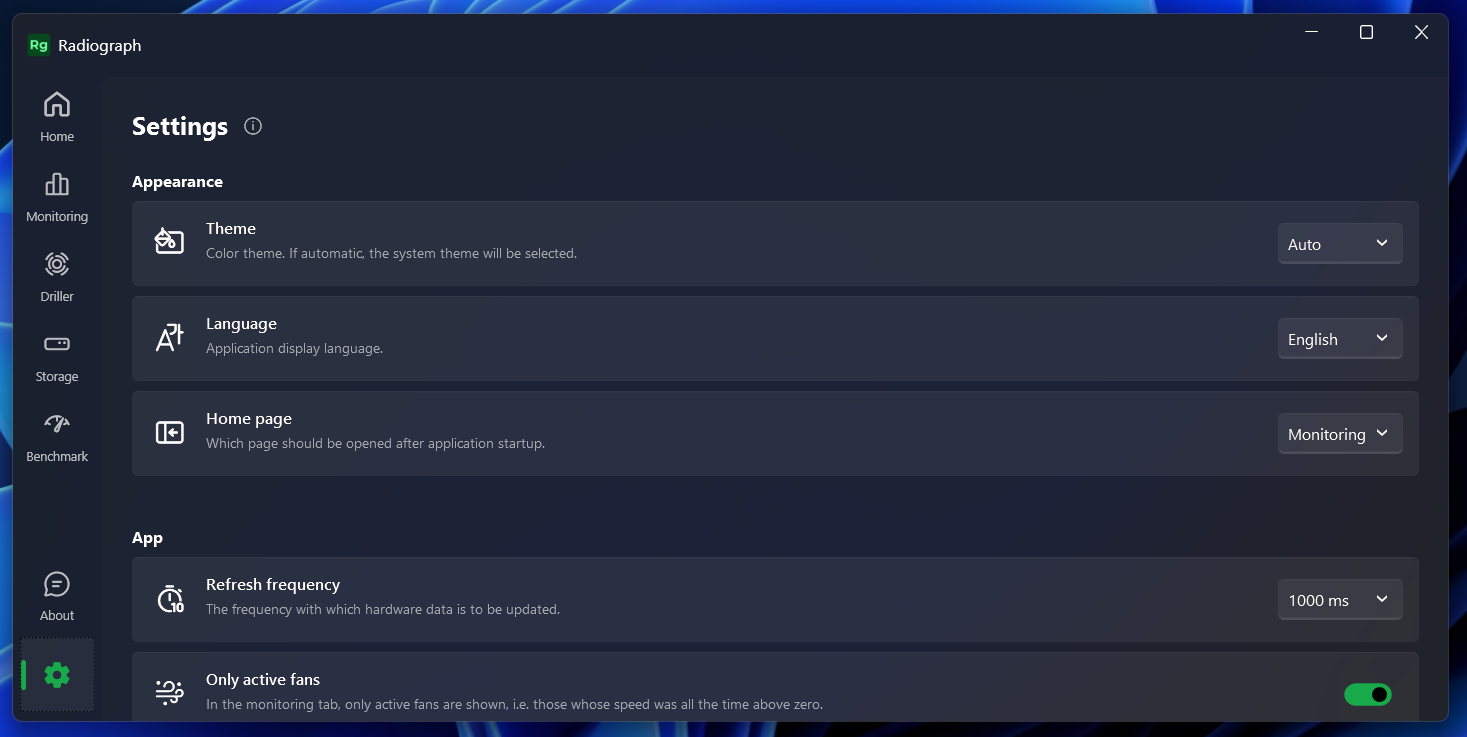 Rg Radiograph
Home
Monitoring
Driller
Storage
Benchmark
About
Settings
Appearance
Theme
Color theme. If automatic, the system theme will be selected.
Auto
Language
Application display language.
English
Home page
Which page should be opened after application startup.
Monitoring
App
Refresh frequency
The frequency with which hardware data is to be updated.
1000 ms
10
Only active fans
In the monitoring tab, only active fans are shown, i.e. those whose speed was all the time above zero.